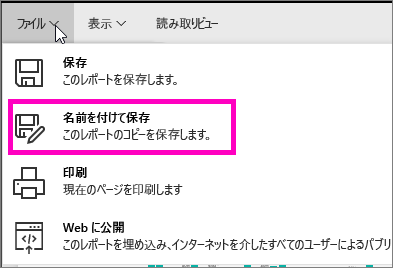 ファイル 表示 読み取りビュー
保存
このレポートを保存します。
名前を付けて保存
このレポートのコピーを保存します。
印刷
現在のページを印刷します
Web に公開
このレポートを埋め込み、インターネットを介したすべてのユーザーによるパブリ